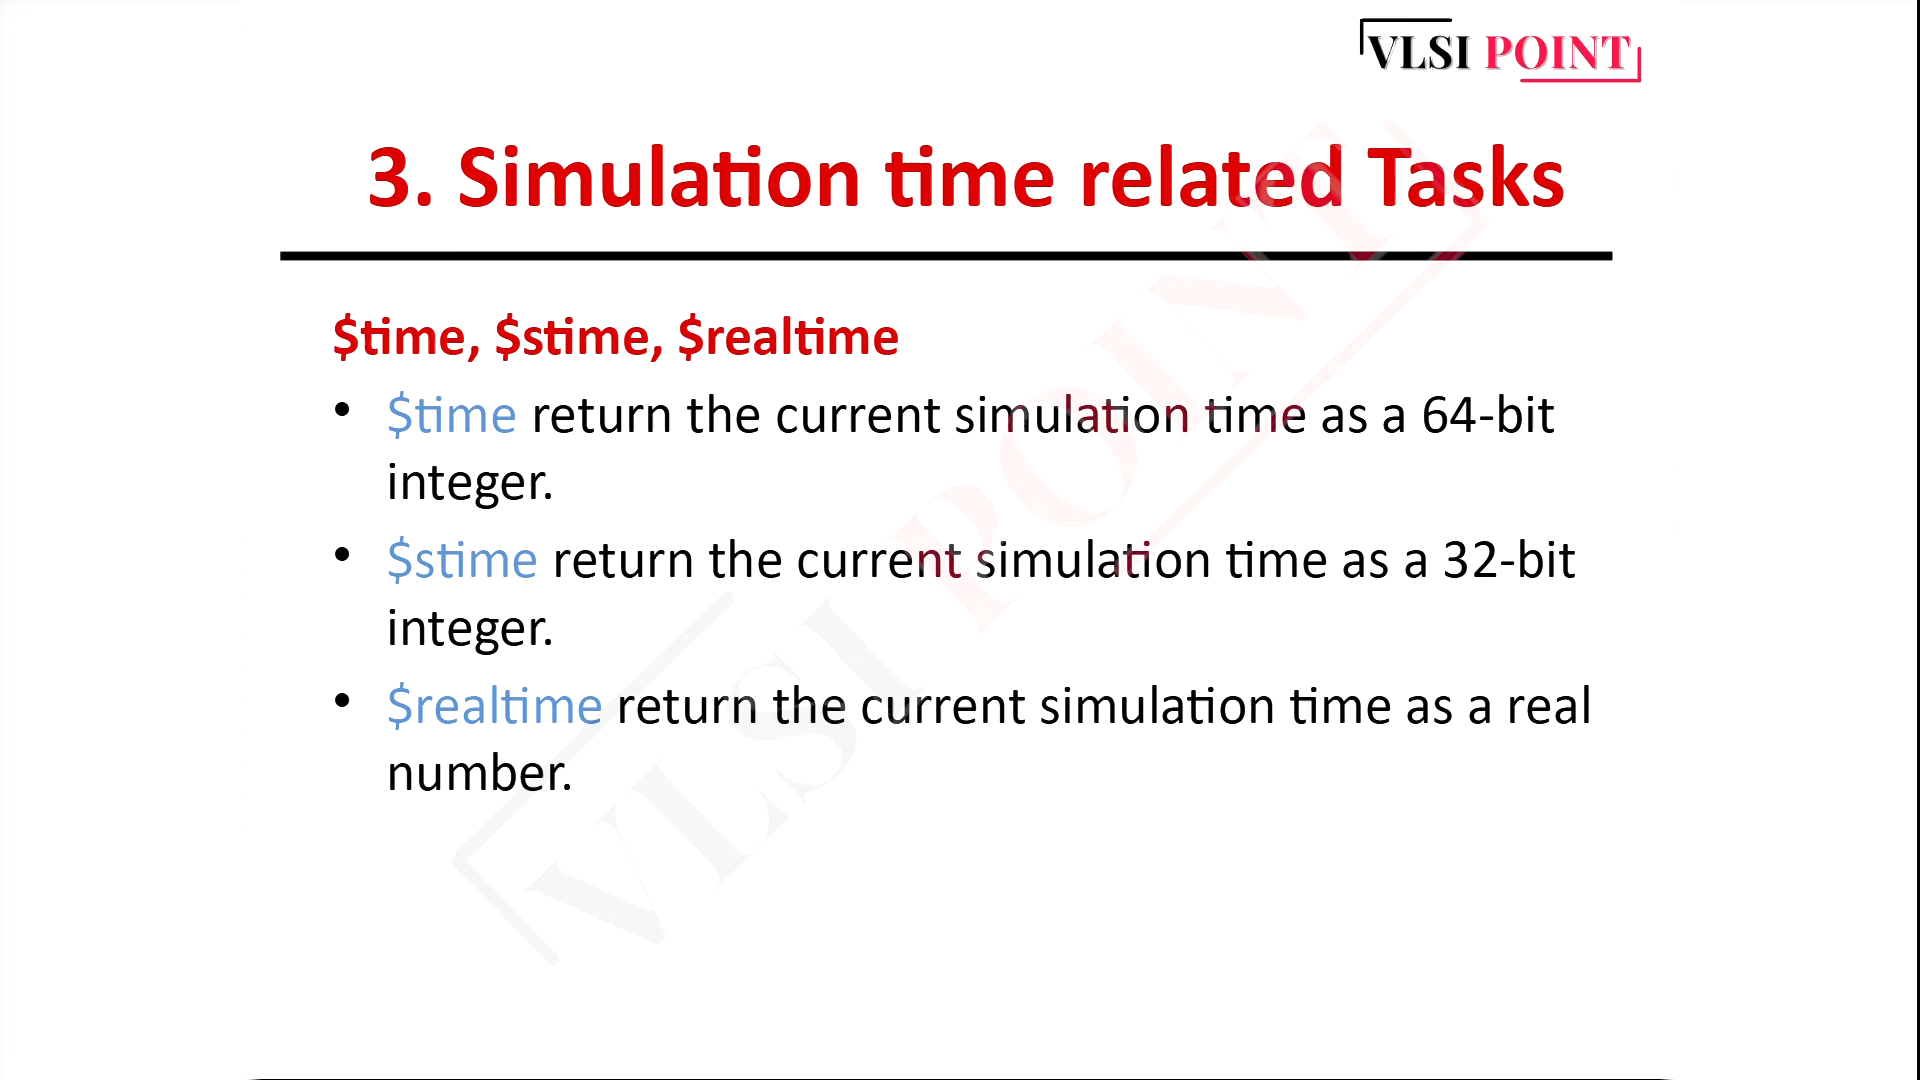 VLSI POINT
3. Simulation time related Tasks
$time, $stime, $realtime
• $time return the current simulation time as a 64-bit
integer.
• $stime return the current simulation time as a 32-bit
integer.
• $realtime return the current simulation time as a real
number.
VLSI POINT